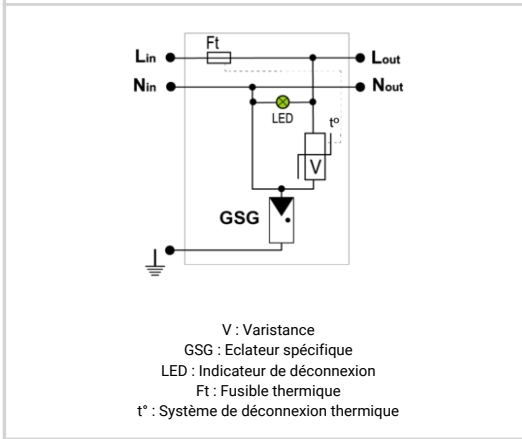 Ft
Lin
Lout
Nin
Nout
LED
t°
V
GSG
V : Varistance
GSG : Eclateur spécifique
LED : Indicateur de déconnexion
Ft : Fusible thermique
t° : Système de déconnexion thermique